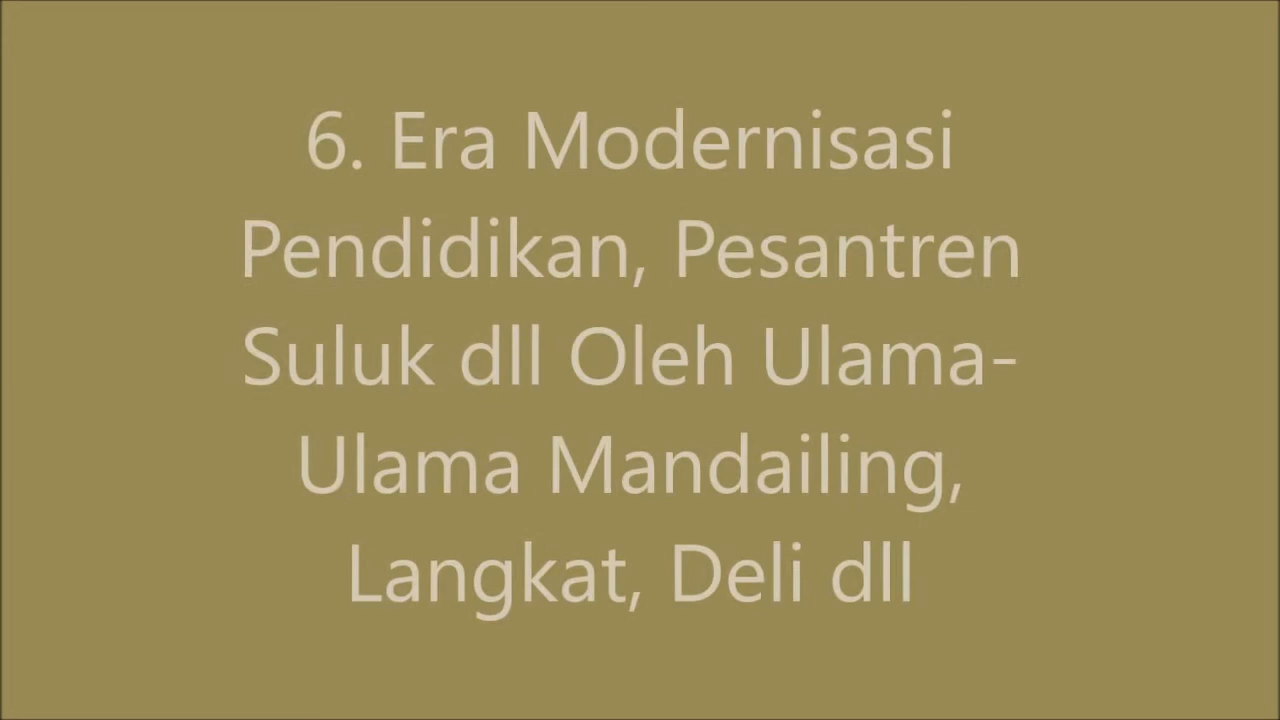 6. Era Modernisasi
Pendidikan, Pesantren
Suluk dll Oleh Ulama-
Ulama Mandailing,
Langkat, Deli dll